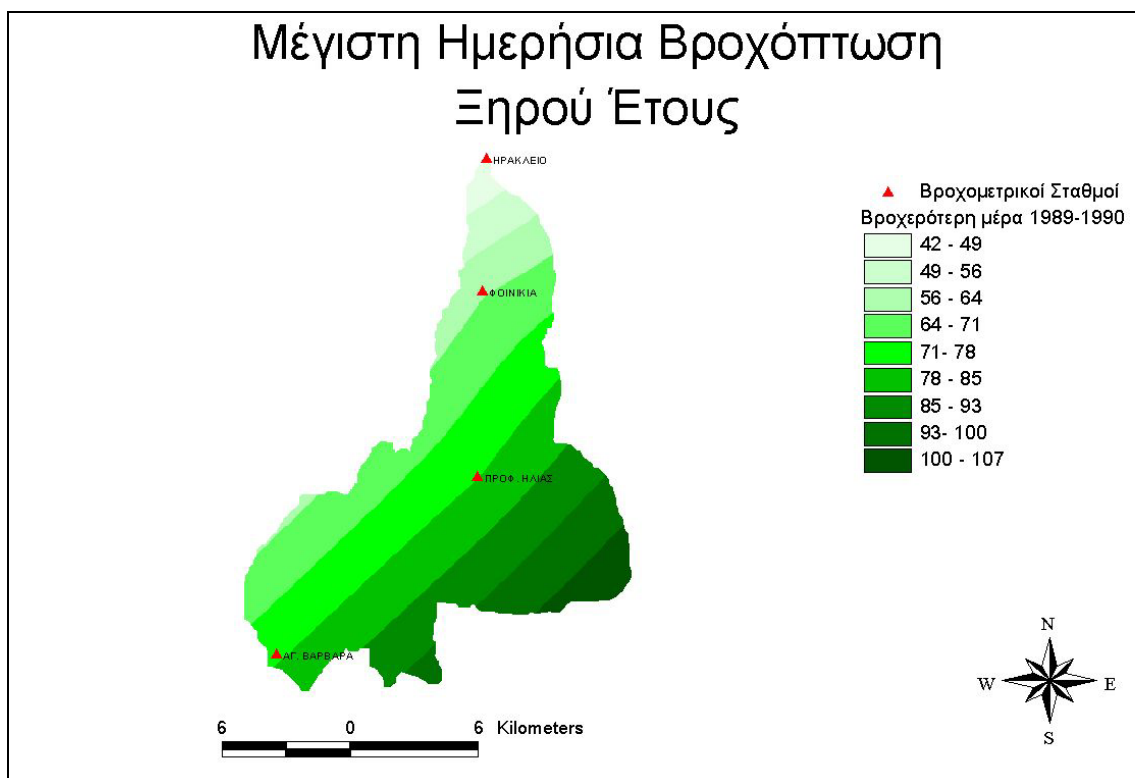 Μέγιστη Ημερήσια Βροχόπτωση
Ξηρού Έτους
ΗΡΑΚΛΕΙΟ
ΦΟΙΝΙΚΙΑ
ΠΡΟΦ. ΗΛΙΑΣ
ΑΓ. ΒΑΡΒΑΡΑ
Βροχομετρικοί Σταθμοί
Βροχερότερη μέρα 1989-1990
42 - 49
49 - 56
56 - 64
64 - 71
71- 78
78 - 85
85 - 93
93- 100
100 - 107
6 0 6 Kilometers
N
W E
S